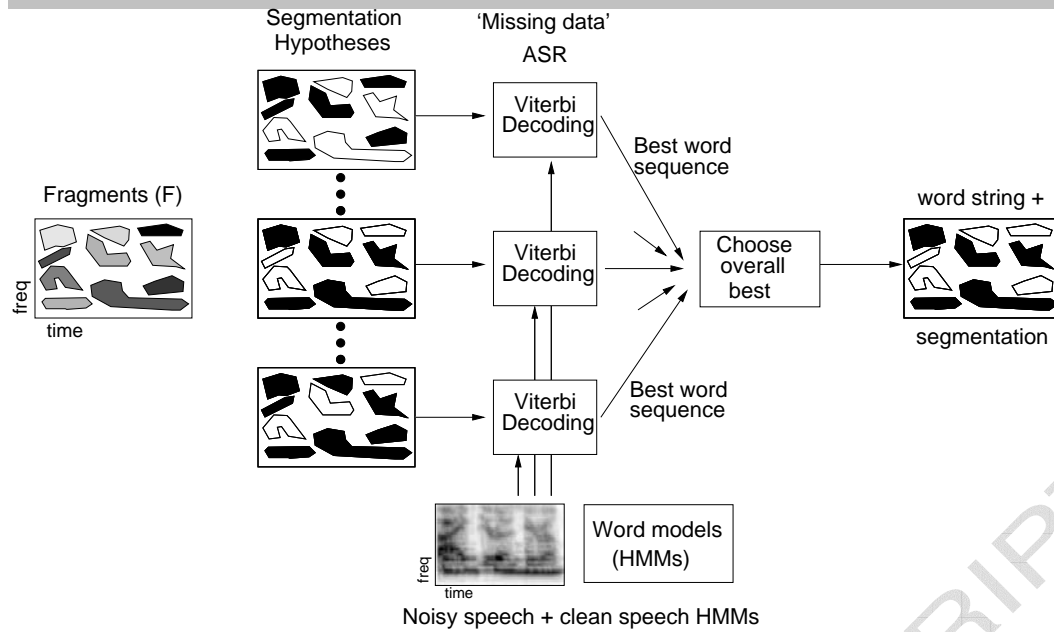 Segmentation
Hypotheses
'Missing data'
ASR
Viterbi
Decoding
Best word
sequence
Fragments (F)
freq
time
Viterbi
Decoding
Choose
overall
best
word string +
segmentation
Viterbi
Decoding
Best word
sequence
freq
time
Word models
(HMMs)
Noisy speech + clean speech HMMs
RIPT